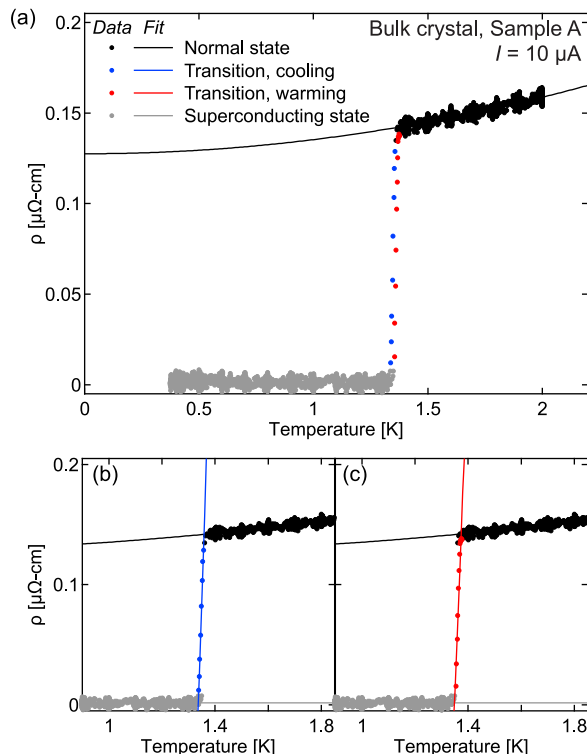 (a)
Bulk crystal, Sample A
I = 10 µA
Data Fit
Normal state
Transition, cooling
Transition, warming
Superconducting state
ρ [µΩ-cm]
0.2
0.15
0.1
0.05
0
0 0.5 1 1.5 2
Temperature [K]
(b)
(c)
ρ [µΩ-cm]
0.2
0.1
0
1 1.4 1.8
1 1.4 1.8
Temperature [K]
Temperature [K]